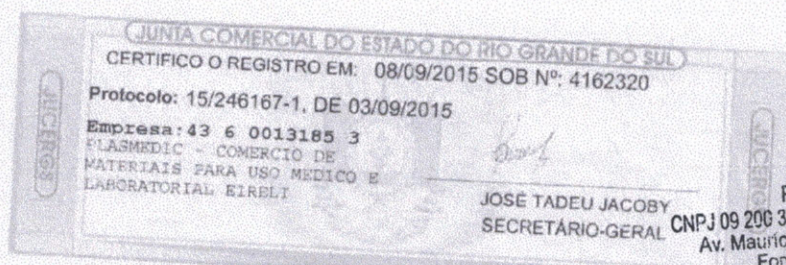 JUNTA COMERCIAL DO ESTADO DO RIO GRANDE DO SUL
CERTIFICO O REGISTRO EM: 08/09/2015 SOB Nº: 4162320
Protocolo: 15/246167-1, DE 03/09/2015
Empresa:43 6 0013185 3
PLASMEDIC - COMERCIO DE
MATERIAIS PARA USO MEDICO E
LABORATORIAL EIRELI
JUCERGS
JOSÉ TADEU JACOBY
SECRETÁRIO-GERAL
JUCERGS
CNPJ 09 200 3
Av. Mauríc